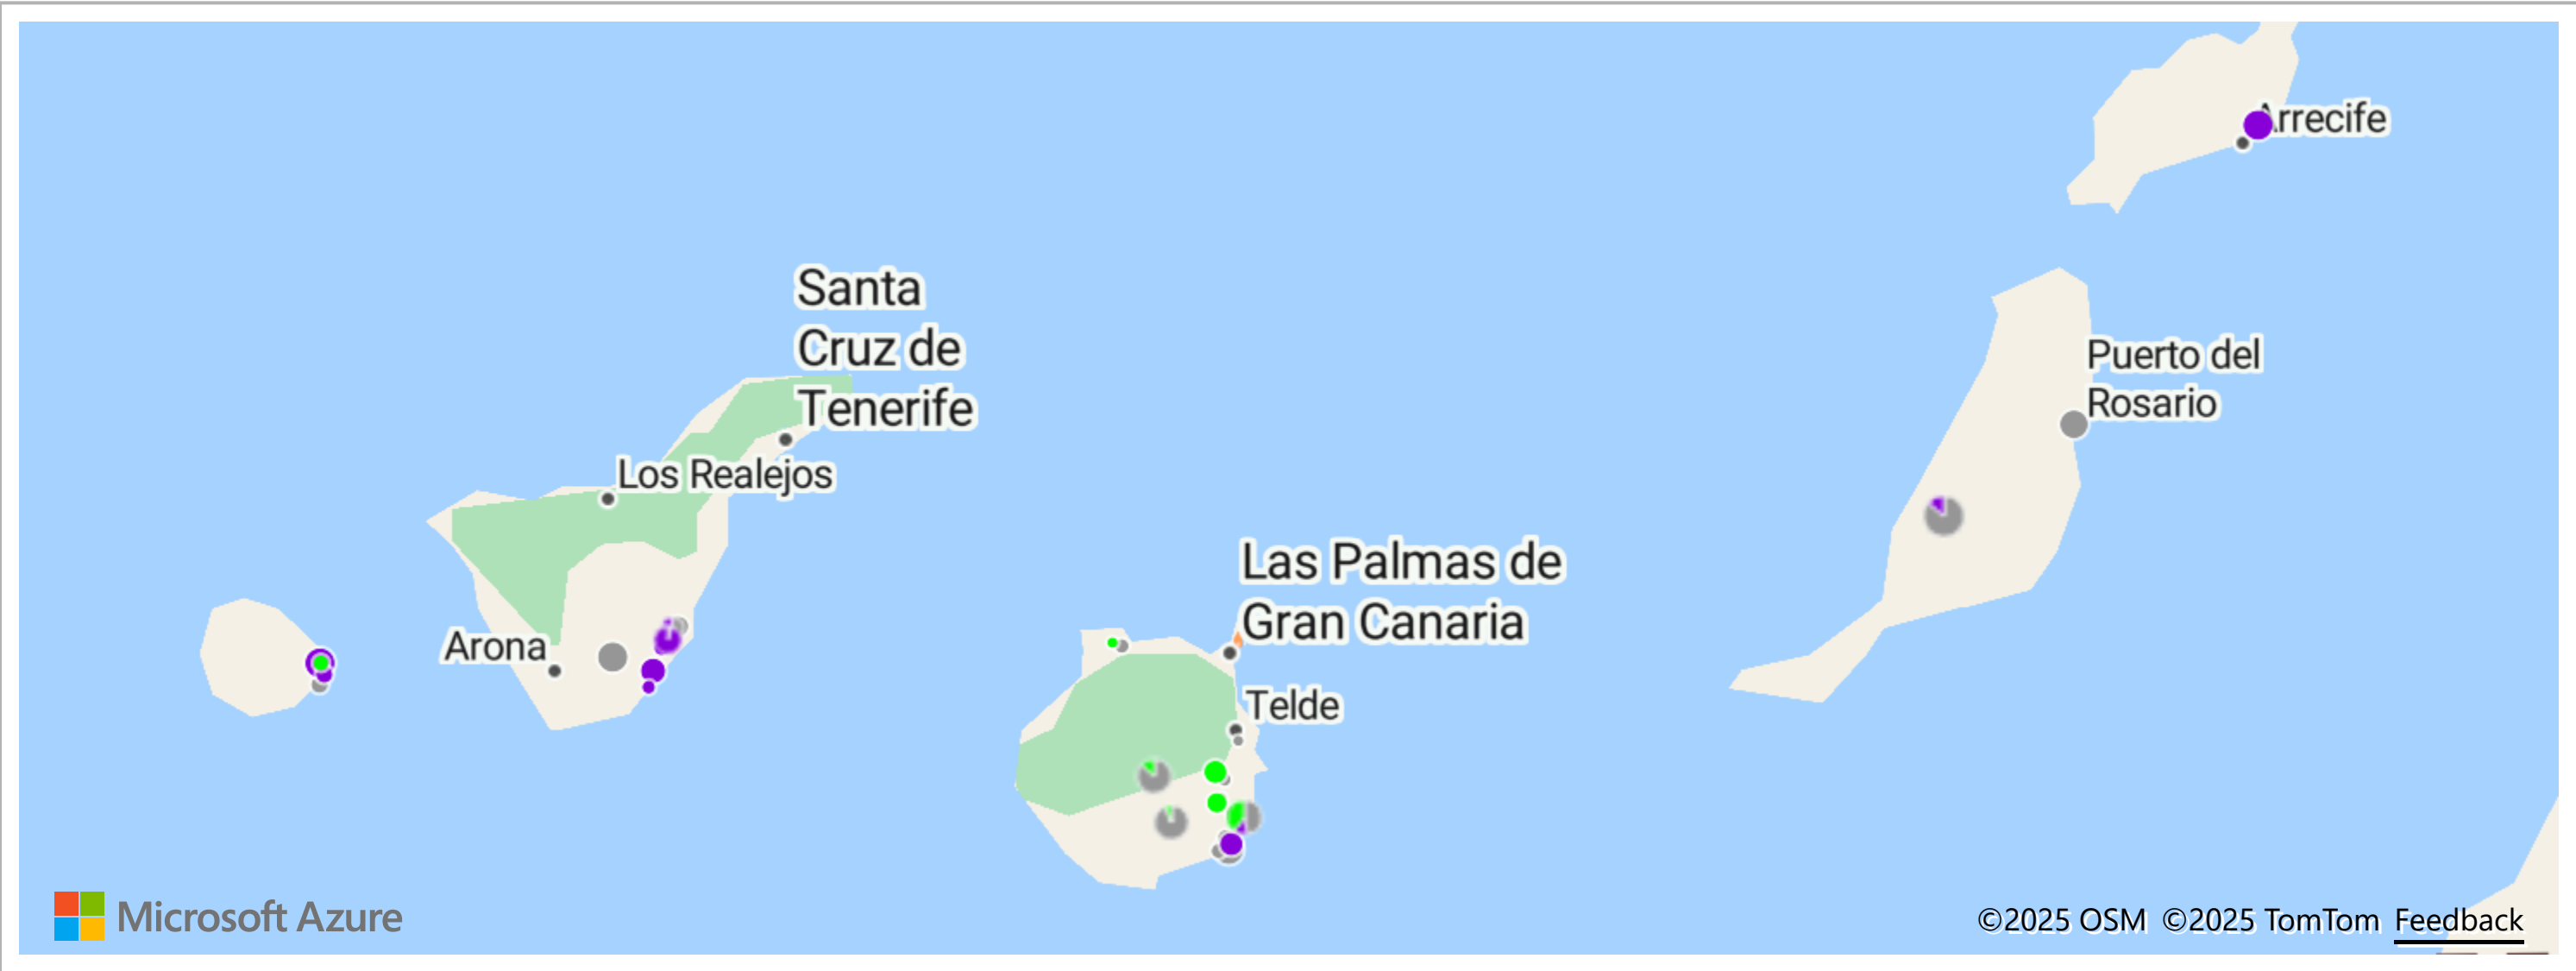 Arrecife
Santa
Cruz de
Tenerife
Puerto del
Rosario
Los Realejos
Las Palmas de
Gran Canaria
Arona
Telde
Microsoft Azure
©2025 OSM ©2025 TomTom Feedback